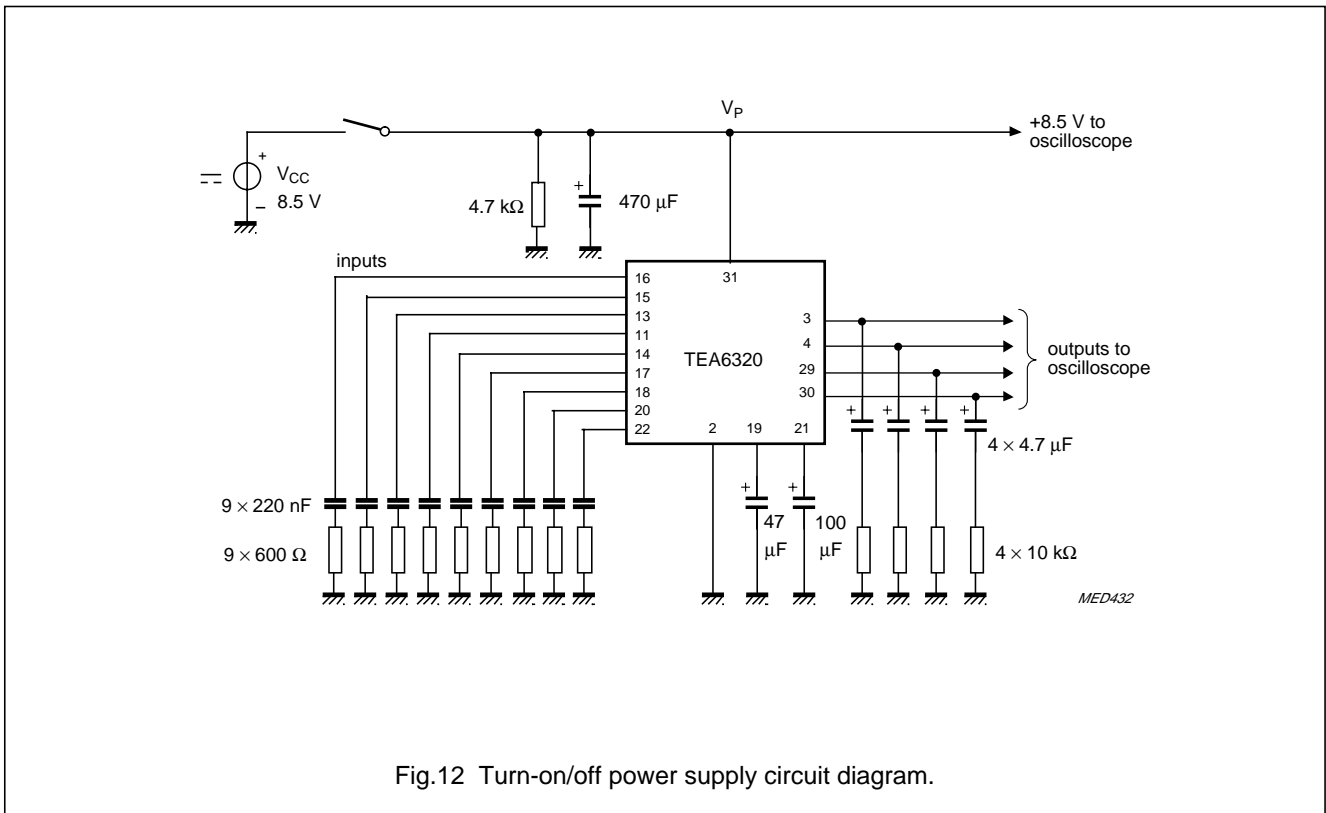 V_P
+8.5 V to
oscilloscope
+
V_CC
8.5 V
−
4.7 kΩ
+
470 μF
inputs
16
31
15
13
3
11
4
14
TEA6320
29
17
30
18
20
22
2
19
21
outputs to
oscilloscope
+
+
+
+
4 × 4.7 μF
+
+
9 × 220 nF
47
μF
100
μF
9 × 600 Ω
4 × 10 kΩ
MED432
Fig.12 Turn-on/off power supply circuit diagram.